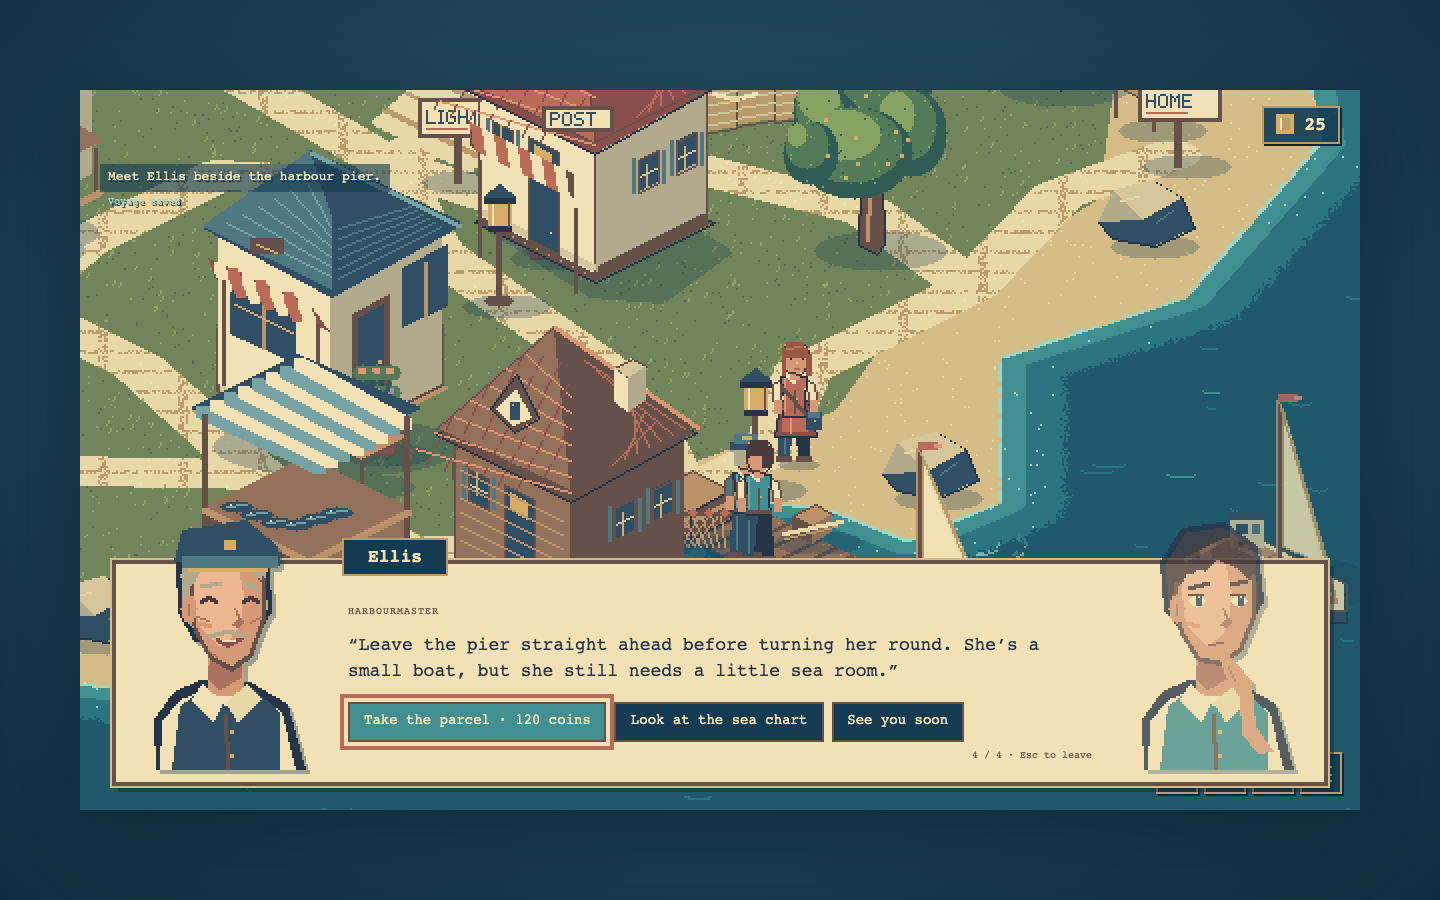 LIGH
POST
HOME
25
Meet Ellis beside the harbour pier.
Voyage saved
Ellis
HARBOURMASTER
“Leave the pier straight ahead before turning her round. She’s a
small boat, but she still needs a little sea room.”
Take the parcel · 120 coins
Look at the sea chart
See you soon
4 / 4 · Esc to leave